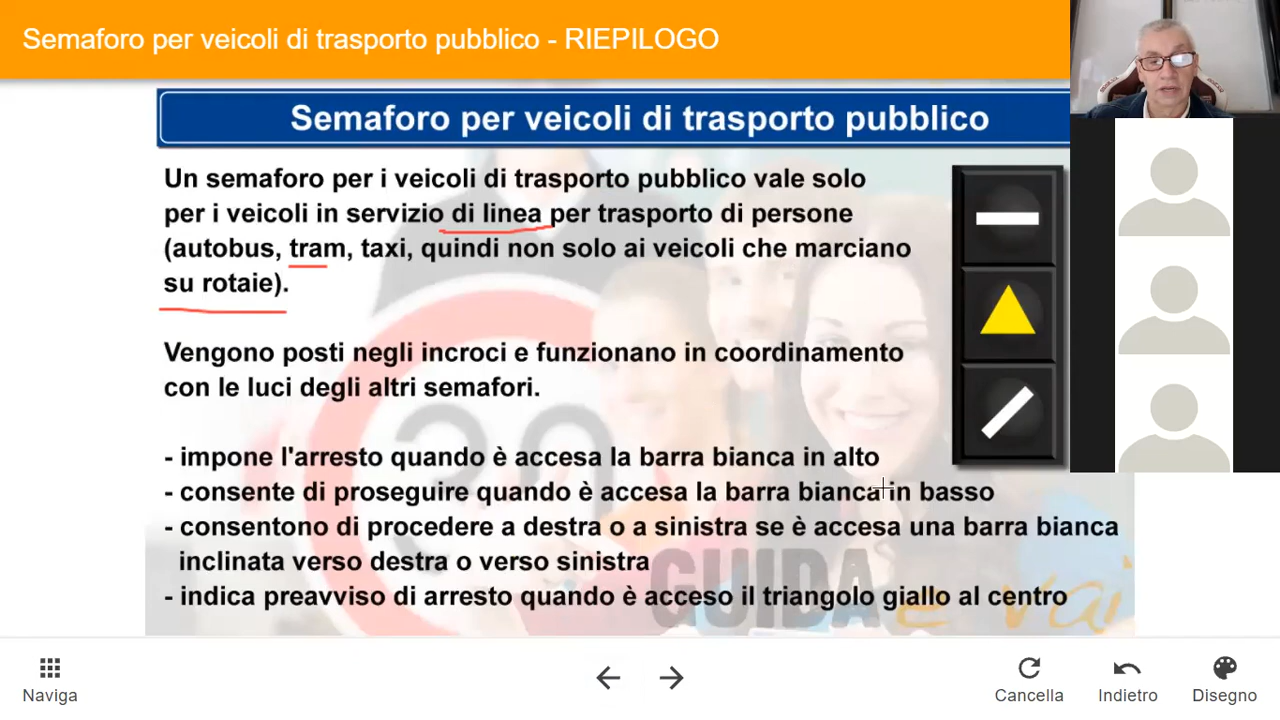 Semaforo per veicoli di trasporto pubblico - RIEPILOGO
Semaforo per veicoli di trasporto pubblico
Un semaforo per i veicoli di trasporto pubblico vale solo
per i veicoli in servizio di linea per trasporto di persone
(autobus, tram, taxi, quindi non solo ai veicoli che marciano
su rotaie).
Vengono posti negli incroci e funzionano in coordinamento
con le luci degli altri semafori.
- impone l'arresto quando è accesa la barra bianca in alto
- consente di proseguire quando è accesa la barra bianca in basso
- consentono di procedere a destra o a sinistra se è accesa una barra bianca
inclinata verso destra o verso sinistra
- indica preavviso di arresto quando è acceso il triangolo giallo al centro
20
GUIDA e vai
Naviga
Cancella
Indietro
Disegno